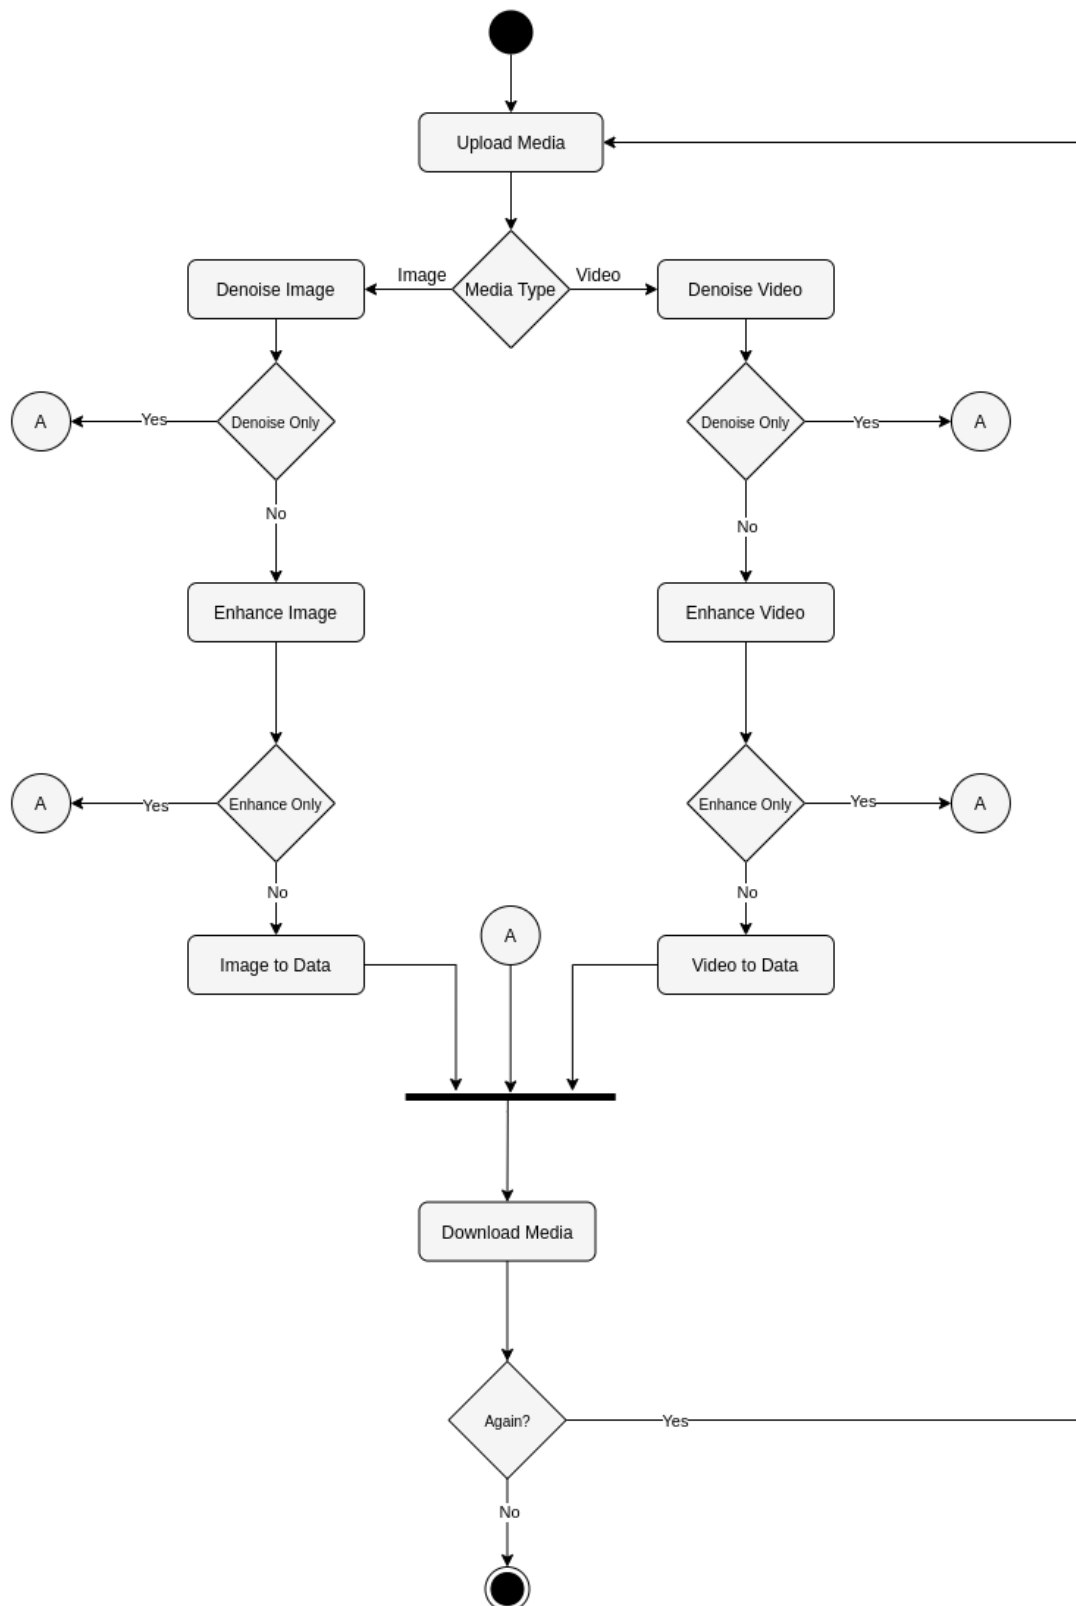 Upload Media
Image
Video
Denoise Image
Media Type
Denoise Video
A
Yes
Denoise Only
Denoise Only
Yes
A
No
No
Enhance Image
Enhance Video
A
Yes
Enhance Only
Enhance Only
Yes
A
No
No
A
Image to Data
Video to Data
Download Media
Again?
Yes
No